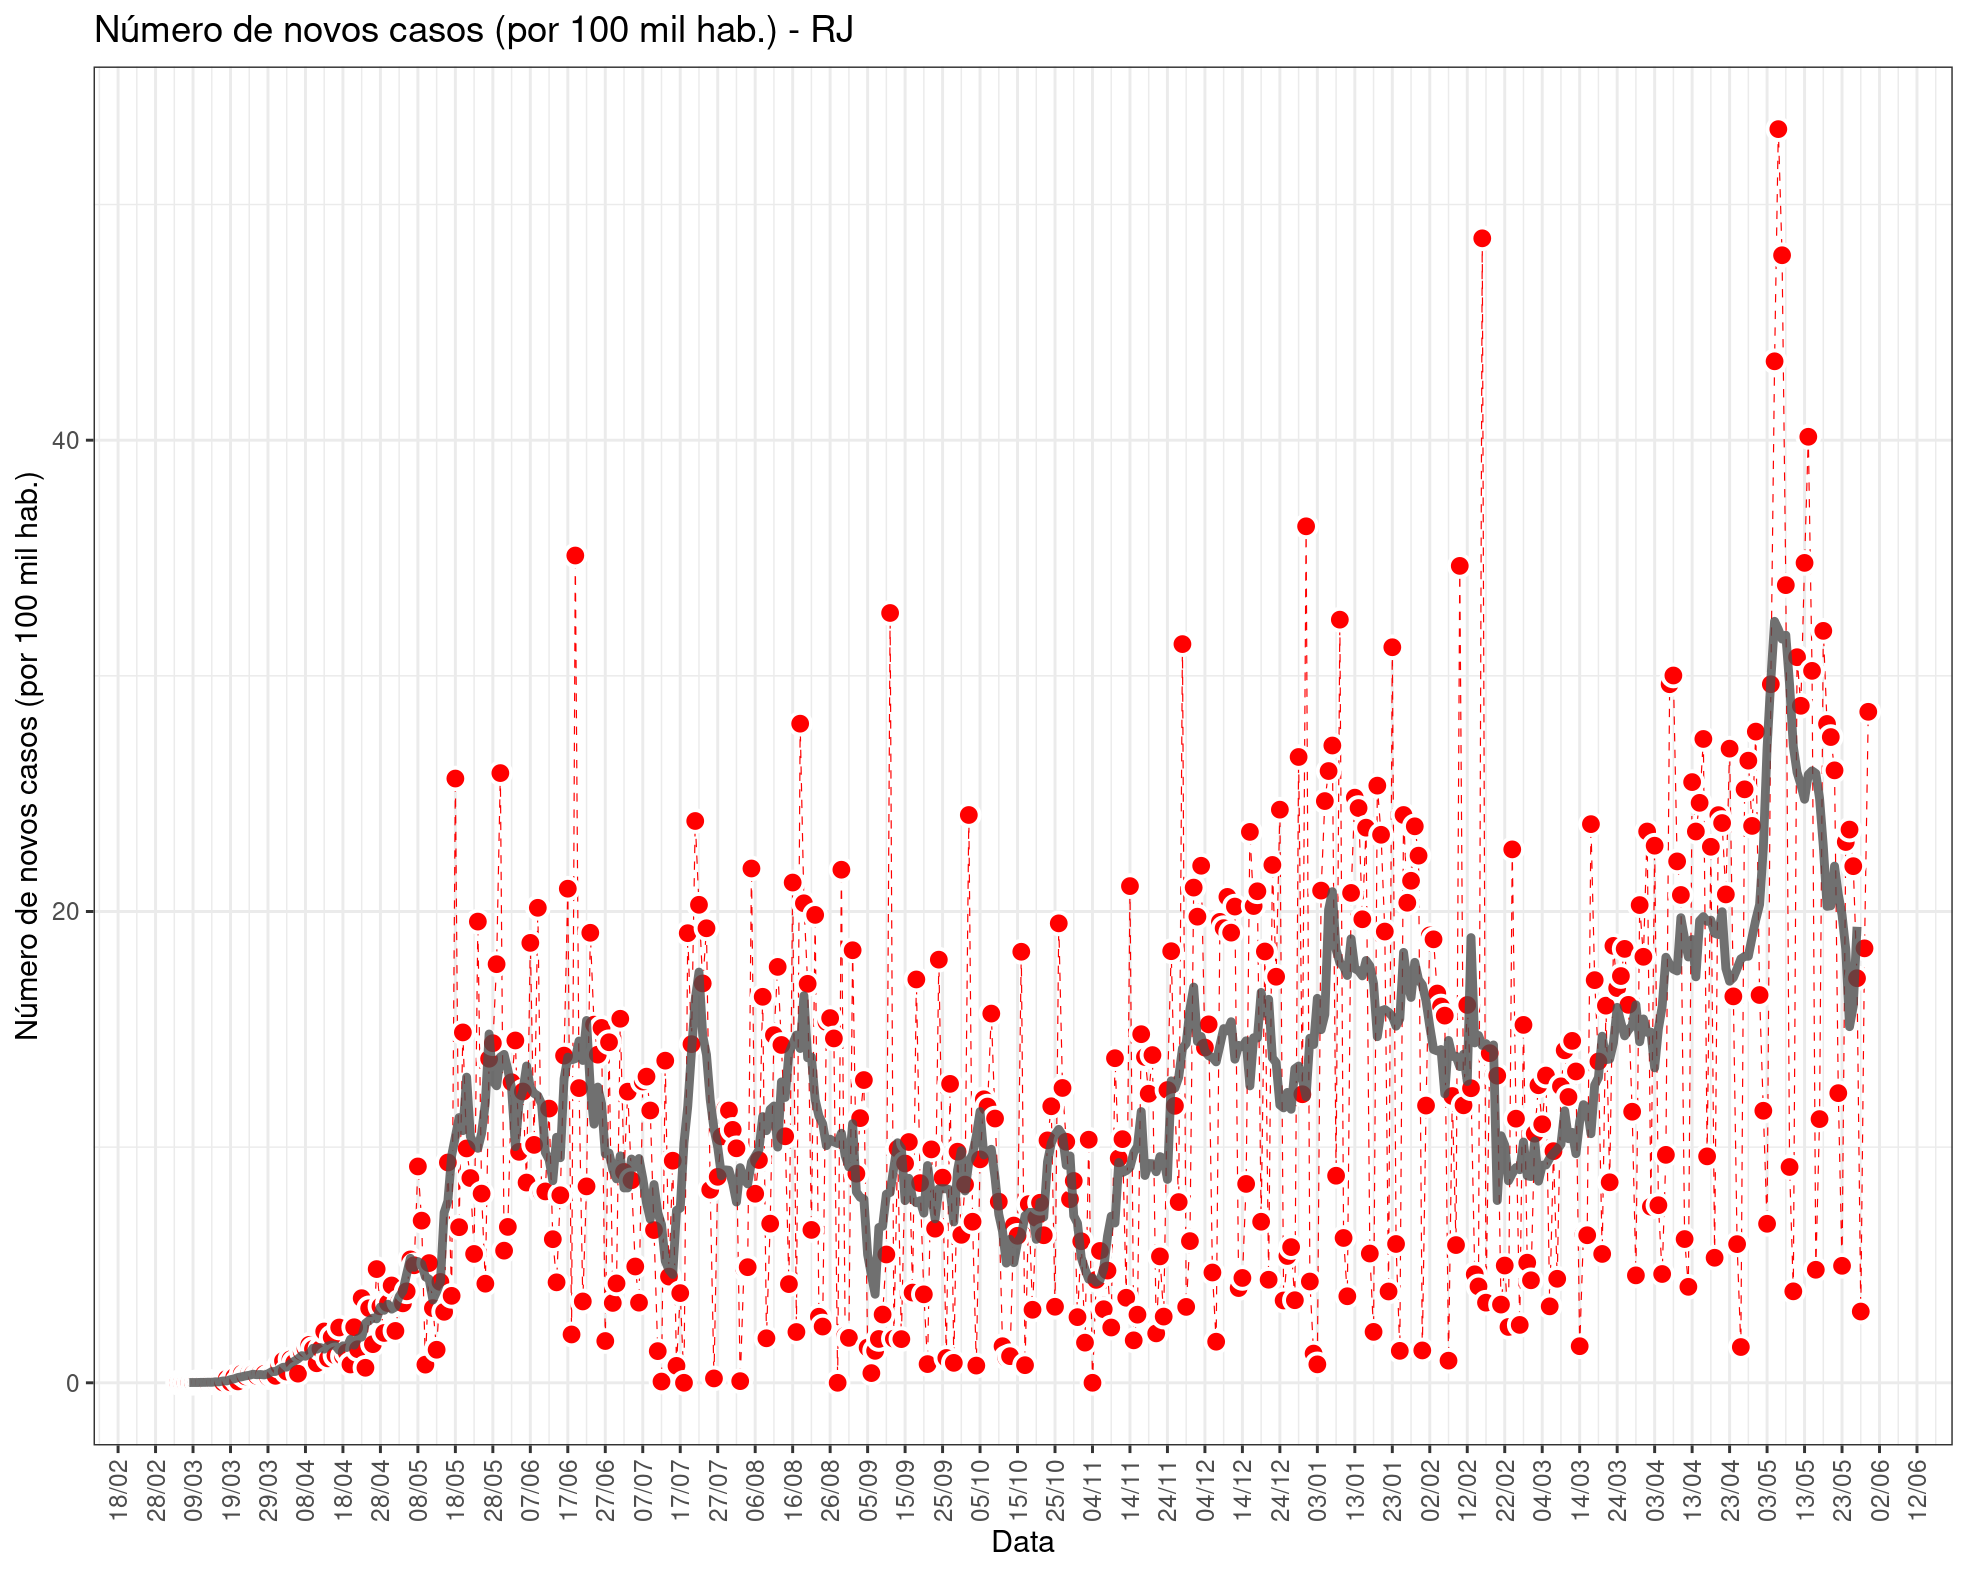 Número de novos casos (por 100 mil hab.) - RJ
Número de novos casos (por 100 mil hab.)
40
20
0
18/02 28/02 09/03 19/03 29/03 08/04 18/04 28/04 08/05 18/05 28/05 07/06 17/06 27/06 07/07 17/07 27/07 06/08 16/08 26/08 05/09 15/09 25/09 05/10 15/10 25/10 04/11 14/11 24/11 04/12 14/12 24/12 03/01 13/01 23/01 02/02 12/02 22/02 04/03 14/03 24/03 03/04 13/04 23/04 03/05 13/05 23/05 02/06 12/06
Data